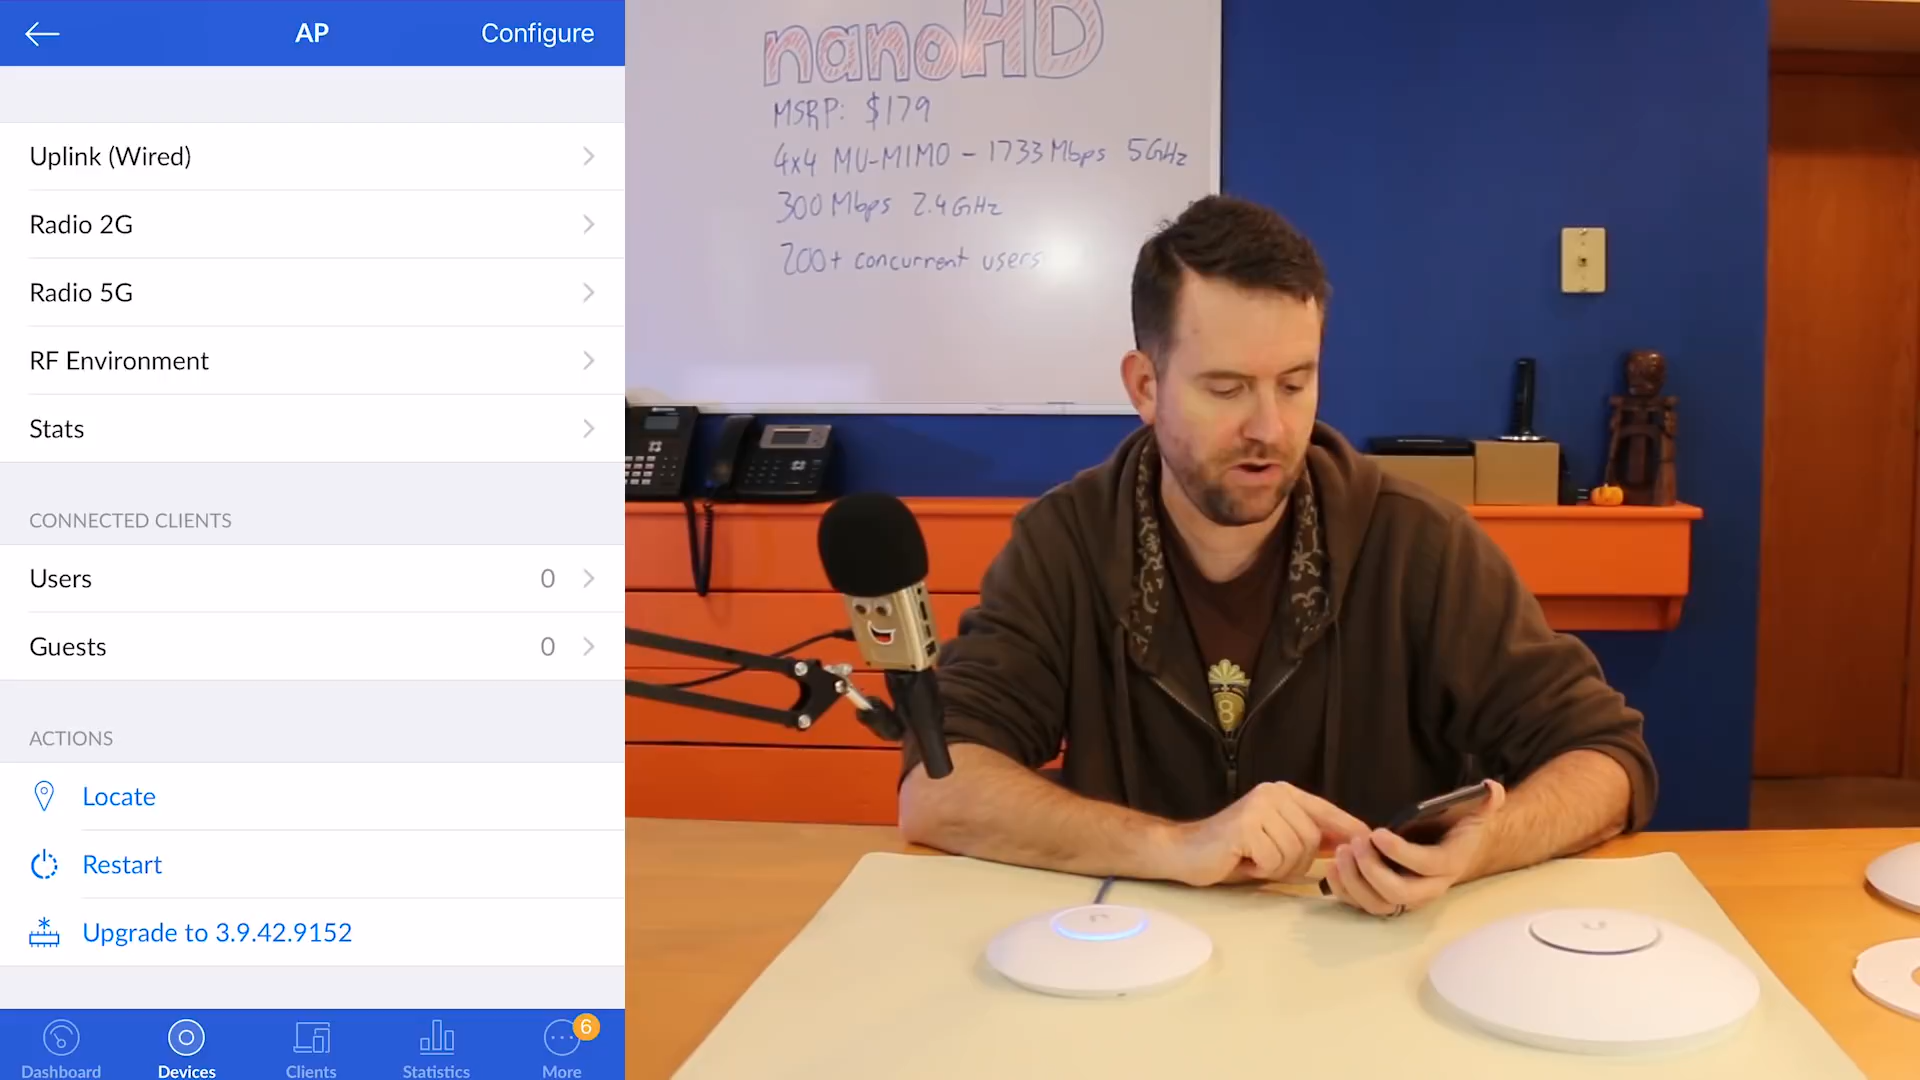 AP
Configure
Uplink (Wired)
Radio 2G
Radio 5G
RF Environment
Stats
CONNECTED CLIENTS
Users 0
Guests 0
ACTIONS
Locate
Restart
Upgrade to 3.9.42.9152
Dashboard
Devices
Clients
Statistics
More
6
nanoHD
MSRP: $179
4x4 MU-MIMO - 1733 Mbps 5GHz
300 Mbps 2.4GHz
200+ concurrent users
8